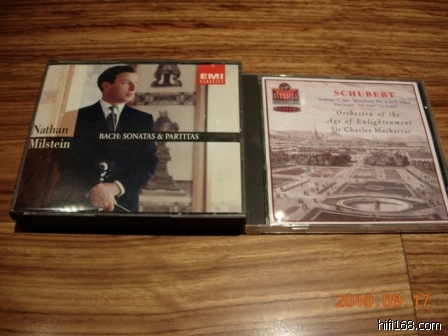 EMI
CLASSICS
Nathan
Milstein
BACH: SONATAS & PARTITAS
SCHUBERT
Orchestra of the
Age of Enlightenment
Sir Charles Mackerras
2010.09.17
hifi168.com